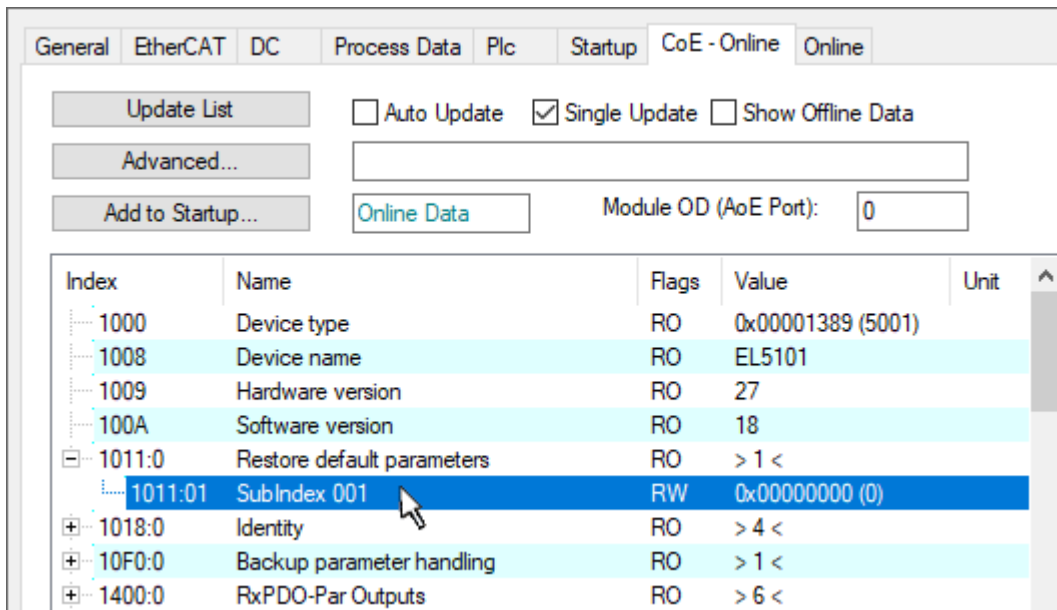 General EtherCAT DC Process Data Plc Startup CoE - Online Online
Update List Auto Update Single Update Show Offline Data
Advanced...
Add to Startup... Online Data Module OD (AoE Port): 0
Index Name Flags Value Unit
1000 Device type RO 0x00001389 (5001)
1008 Device name RO EL5101
1009 Hardware version RO 27
100A Software version RO 18
1011:0 Restore default parameters RO > 1 <
1011:01 SubIndex 001 RW 0x00000000 (0)
1018:0 Identity RO > 4 <
10F0:0 Backup parameter handling RO > 1 <
1400:0 RxPDO-Par Outputs RO > 6 <